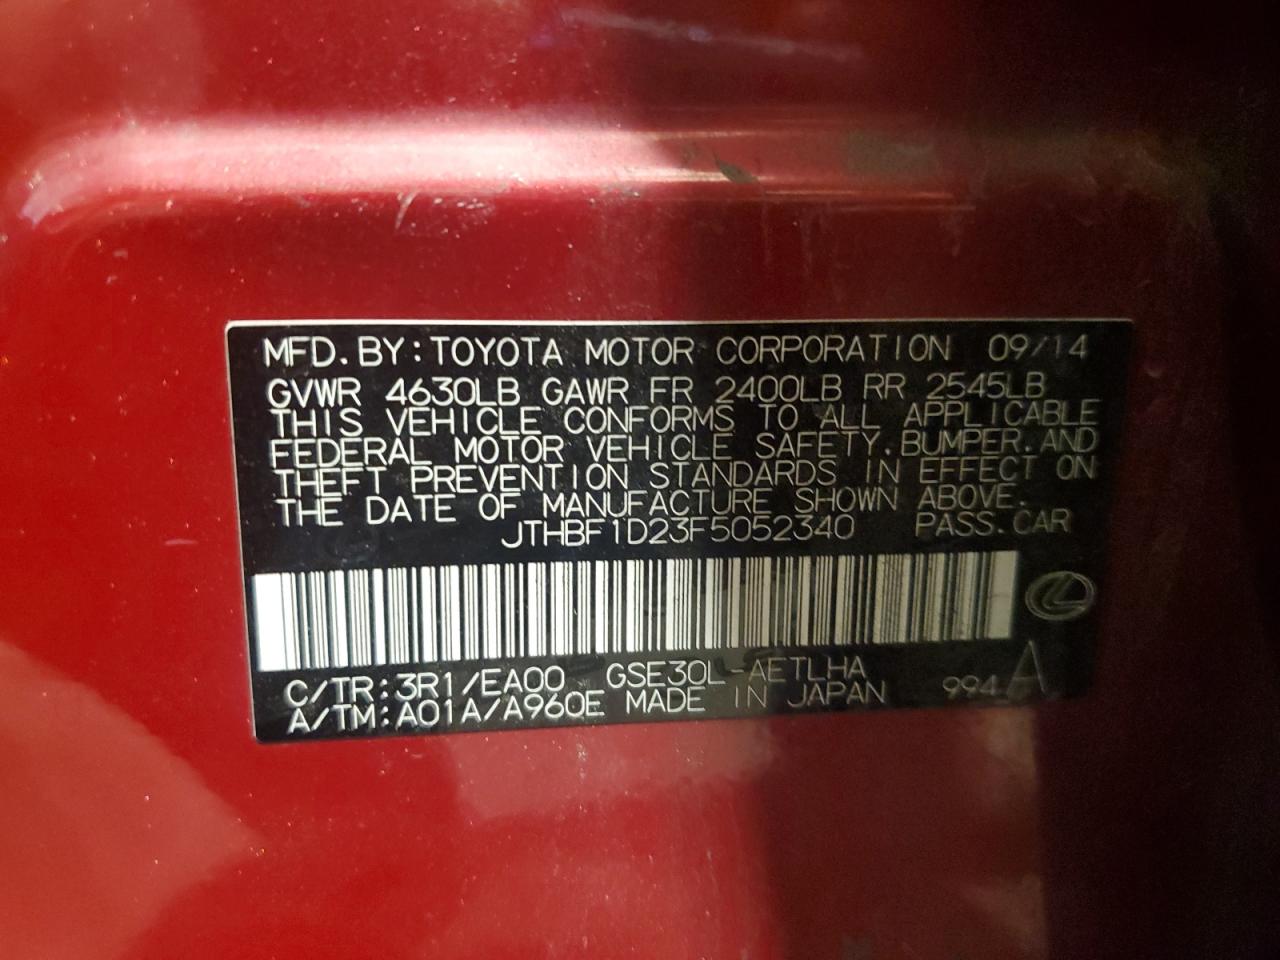 MFD.BY:TOYOTA MOTOR CORPORATION 09/14
GVWR 4630LB GAWR FR 2400LB RR 2545LB
THIS VEHICLE CONFORMS TO ALL APPLICABLE
FEDERAL MOTOR VEHICLE SAFETY.BUMPER.AND
THEFT PREVENTION STANDARDS IN EFFECT ON
THE DATE OF MANUFACTURE SHOWN ABOVE.
JTHBF1D23F5052340 PASS.CAR
C/TR:3R1/EA00 GSE30L-AETLHA
A/TM:A01A/A960E MADE IN JAPAN 994 A